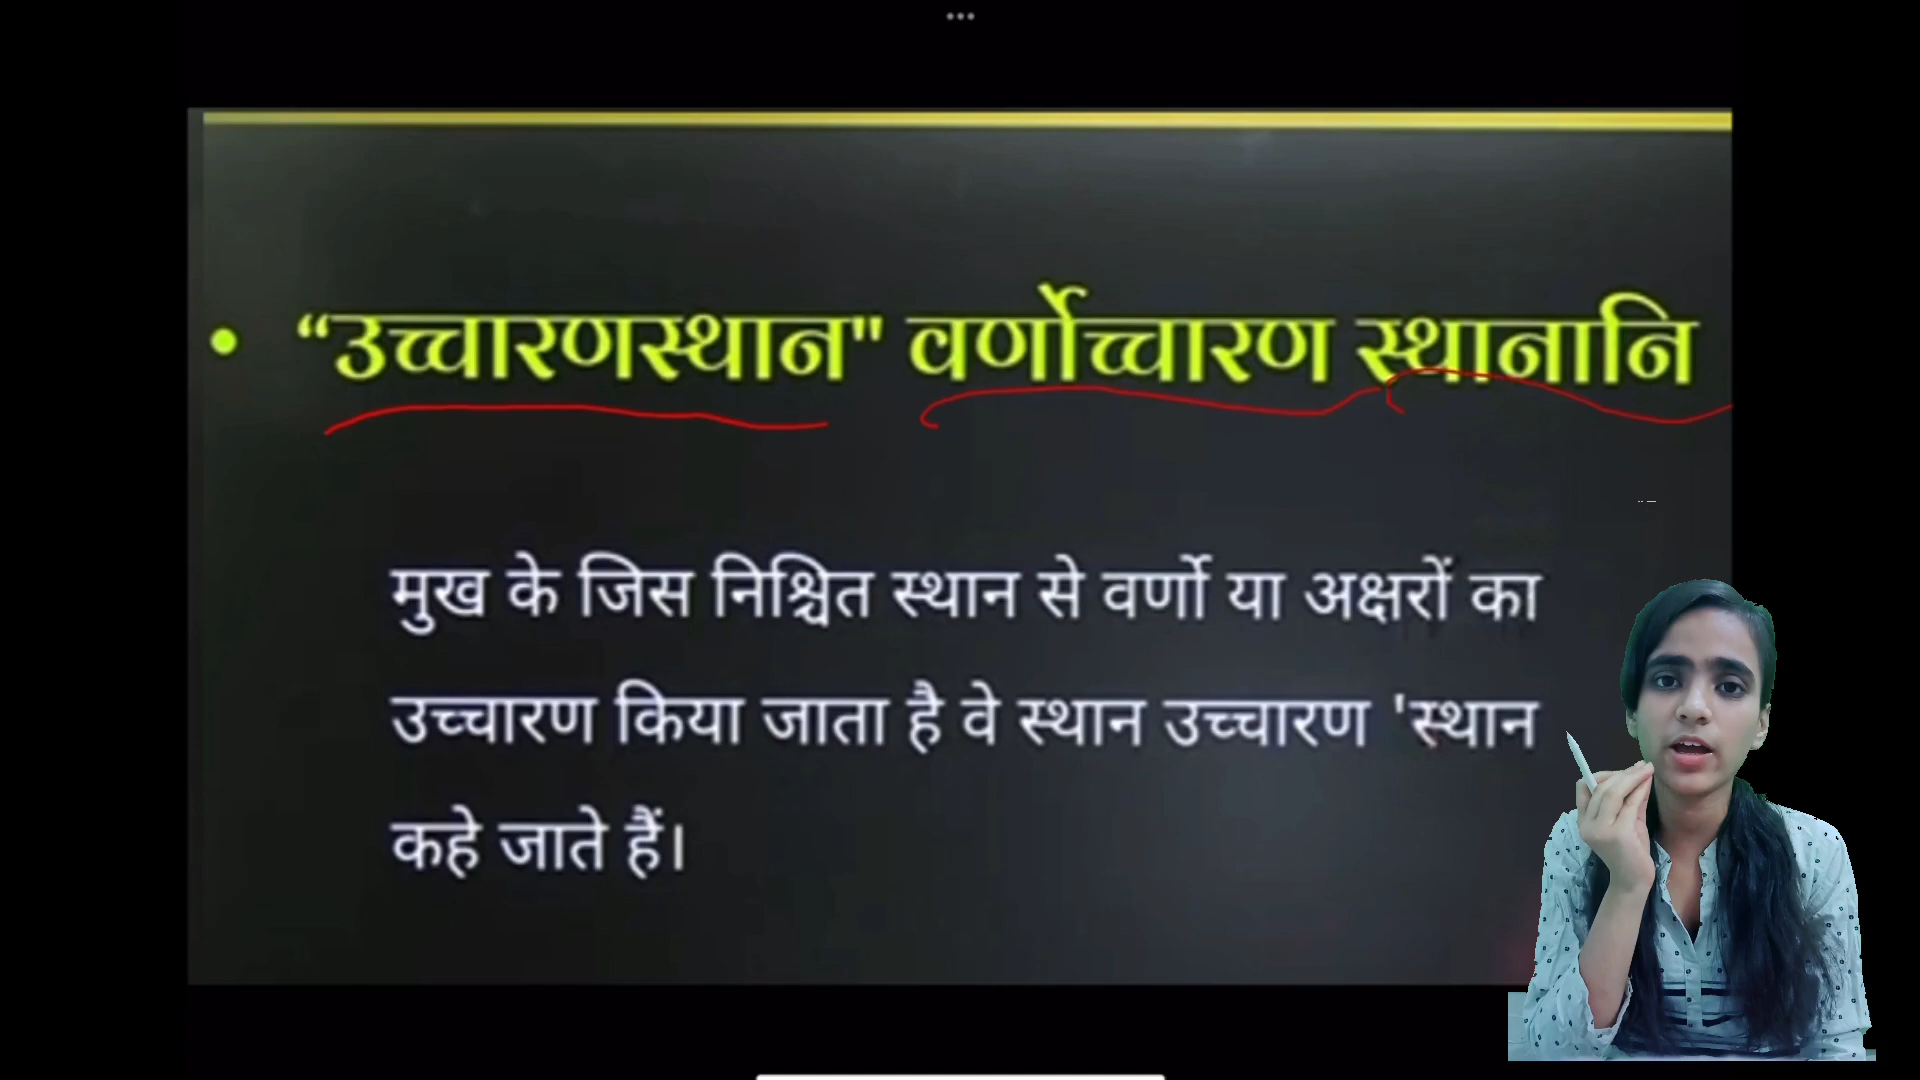 • “उच्चारणस्थान" वर्णोच्चारण स्थानानि
मुख के जिस निश्चित स्थान से वर्णो या अक्षरों का
उच्चारण किया जाता है वे स्थान उच्चारण 'स्थान
कहे जाते हैं।